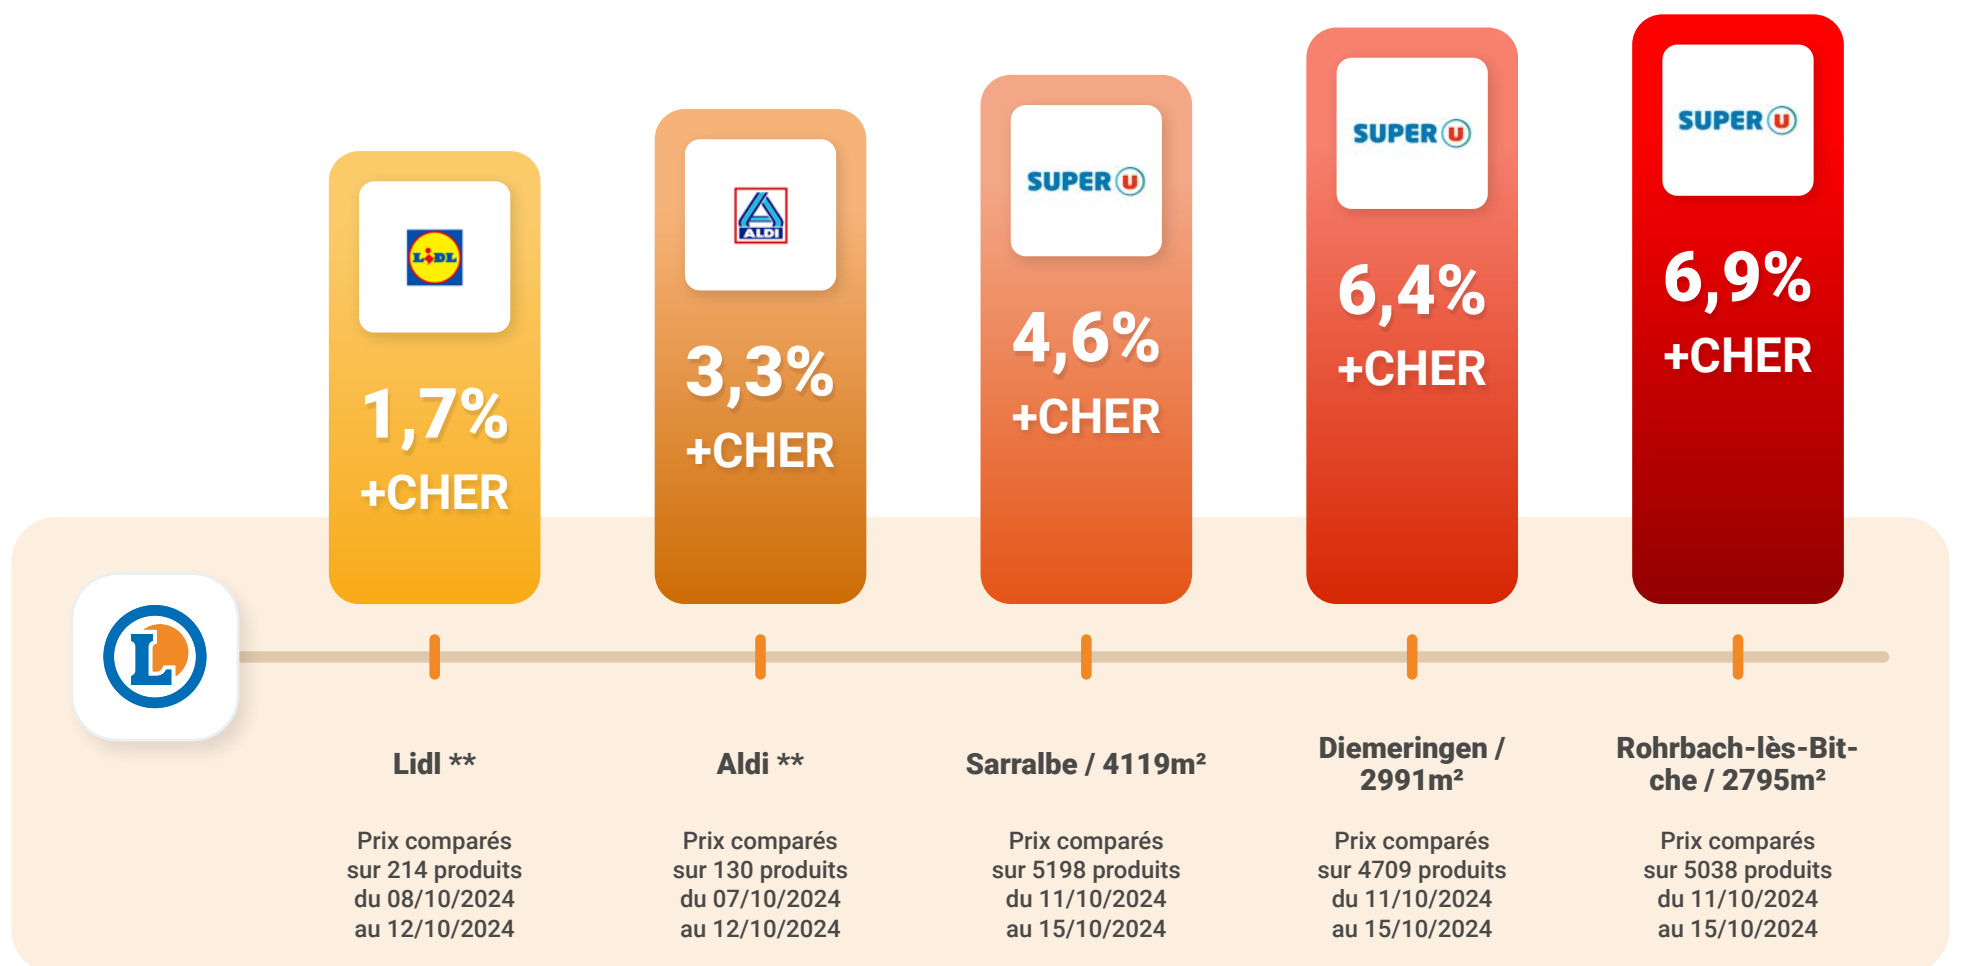 LIDL
1,7%
+CHER
ALDI
3,3%
+CHER
SUPER U
4,6%
+CHER
SUPER U
6,4%
+CHER
SUPER U
6,9%
+CHER
L
Lidl **
Prix comparés
sur 214 produits
du 08/10/2024
au 12/10/2024
Aldi **
Prix comparés
sur 130 produits
du 07/10/2024
au 12/10/2024
Sarralbe / 4119m²
Prix comparés
sur 5198 produits
du 11/10/2024
au 15/10/2024
Diemeringen /
2991m²
Prix comparés
sur 4709 produits
du 11/10/2024
au 15/10/2024
Rohrbach-lès-Bit-
che / 2795m²
Prix comparés
sur 5038 produits
du 11/10/2024
au 15/10/2024